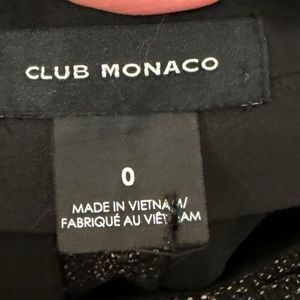 CLUB MONACO
0
MADE IN VIETNAM/
FABRIQUÉ AU VIETNAM